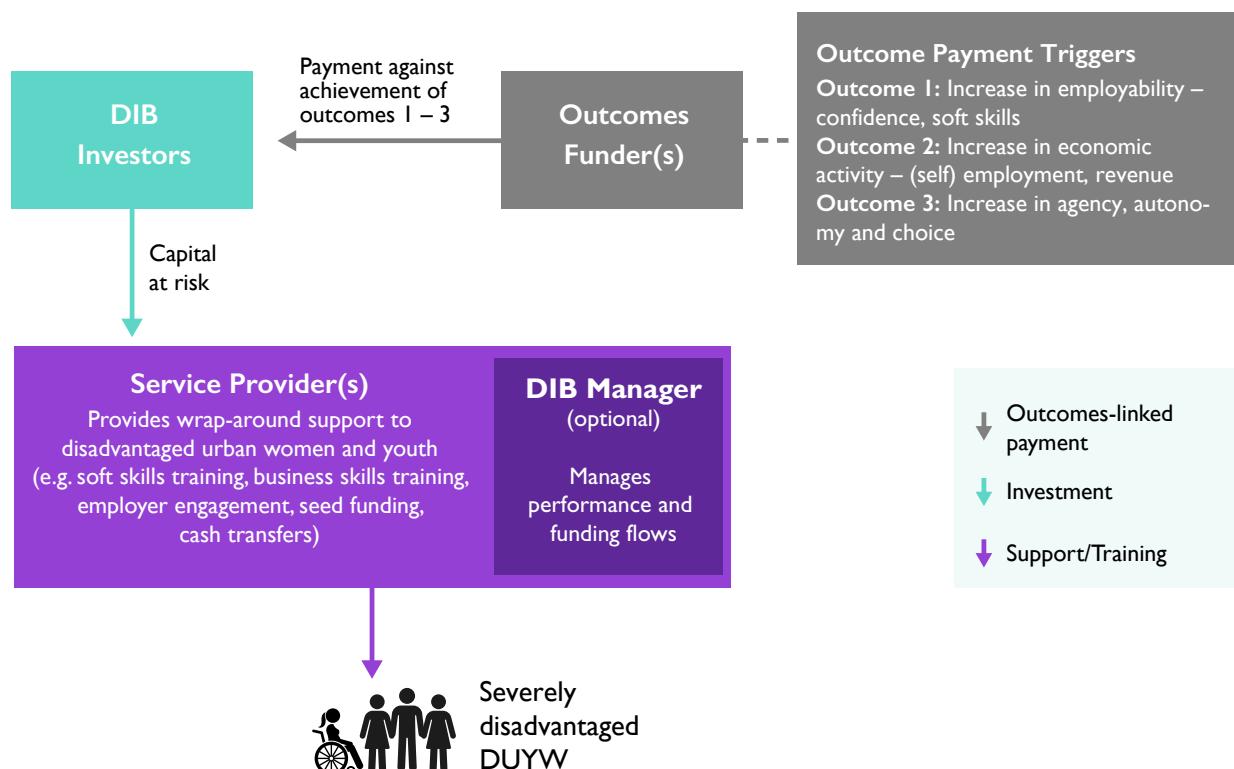 DIB
Investors
Payment against
achievement of
outcomes 1 – 3
Outcomes
Funder(s)
Outcome Payment Triggers
Outcome 1: Increase in employability –
confidence, soft skills
Outcome 2: Increase in economic
activity – (self) employment, revenue
Outcome 3: Increase in agency, autono-
my and choice
Capital
at risk
Service Provider(s)
Provides wrap-around support to
disadvantaged urban women and youth
(e.g. soft skills training, business skills training,
employer engagement, seed funding,
cash transfers)
DIB Manager
(optional)
Manages
performance and
funding flows
Outcomes-linked
payment
Investment
Support/Training
Severely
disadvantaged
DUYW